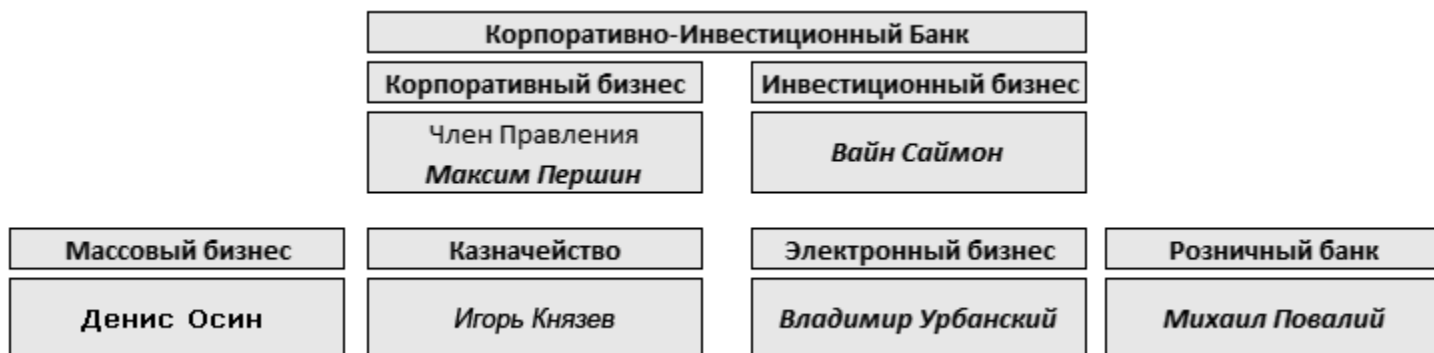 Корпоративно-Инвестиционный Банк
Корпоративный бизнес
Инвестиционный бизнес
Член Правления
Максим Першин
Вайн Саймон
Массовый бизнес
Казначейство
Электронный бизнес
Розничный банк
Денис Осин
Игорь Князев
Владимир Урбанский
Михаил Повалий